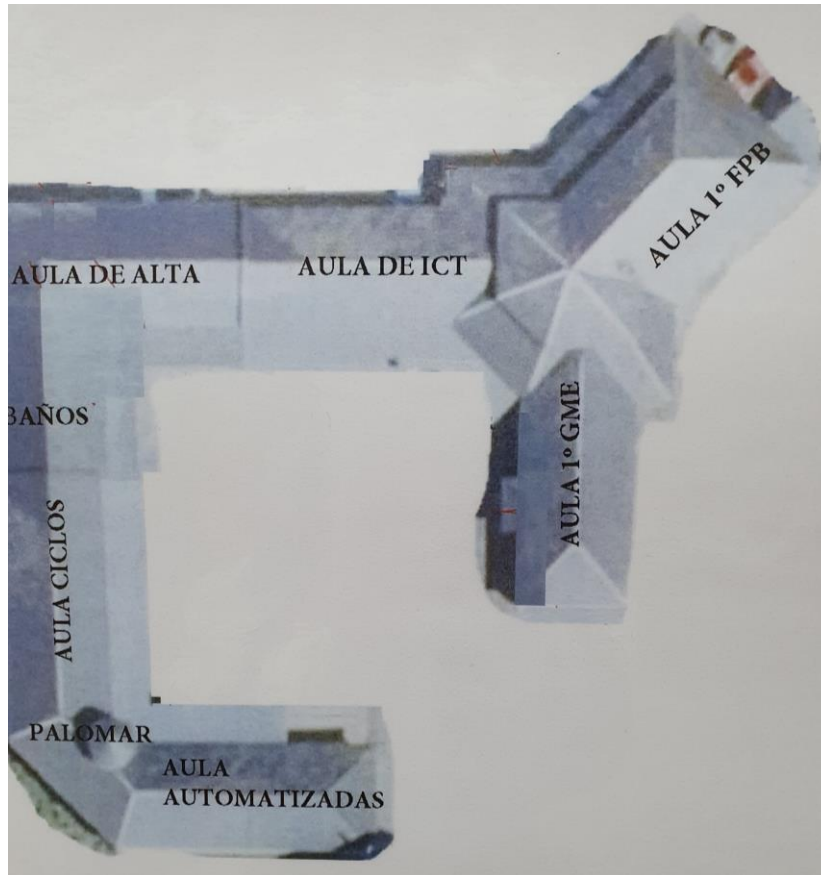 AULA 1º FPB
AULA DE ALTA
AULA DE ICT
BAÑOS
AULA 1º GME
AULA CICLOS
PALOMAR
AULA
AUTOMATIZADAS